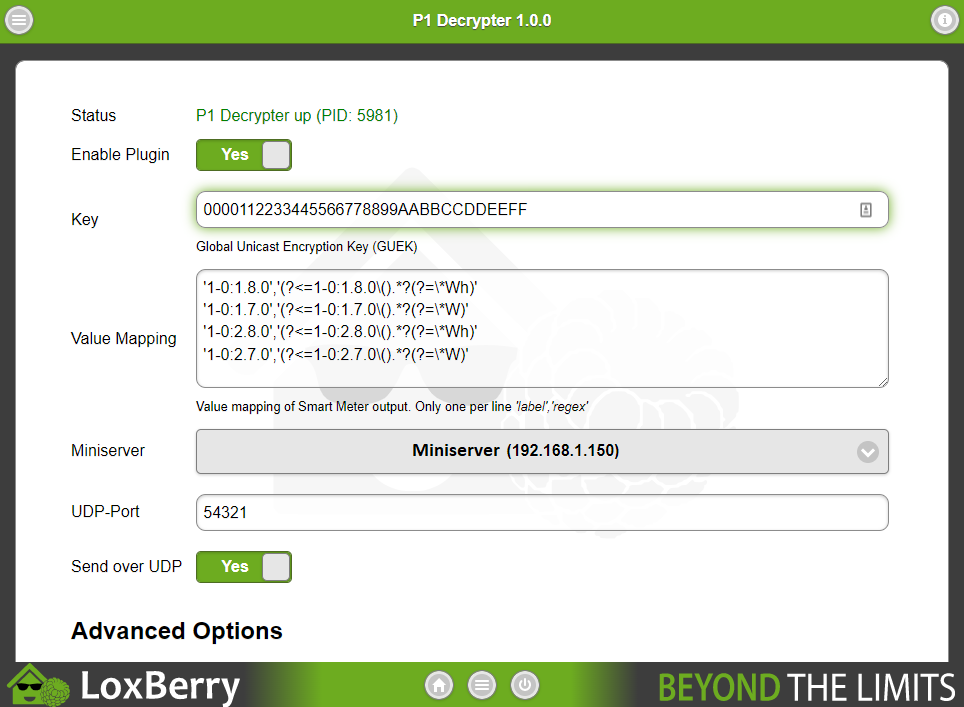 P1 Decrypter 1.0.0
Status P1 Decrypter up (PID: 5981)
Enable Plugin Yes
Key 0000112233445566778899AABBCCDDEEFF
Global Unicast Encryption Key (GUEK)
Value Mapping
'1-0:1.8.0','(?<=1-0:1.8.0\().*?(?=\*Wh)'
'1-0:1.7.0','(?<=1-0:1.7.0\().*?(?=\*W)'
'1-0:2.8.0','(?<=1-0:2.8.0\().*?(?=\*Wh)'
'1-0:2.7.0','(?<=1-0:2.7.0\().*?(?=\*W)'
Value mapping of Smart Meter output. Only one per line 'label','regex'
Miniserver Miniserver (192.168.1.150)
UDP-Port 54321
Send over UDP Yes
Advanced Options
LoxBerry BEYOND THE LIMITS